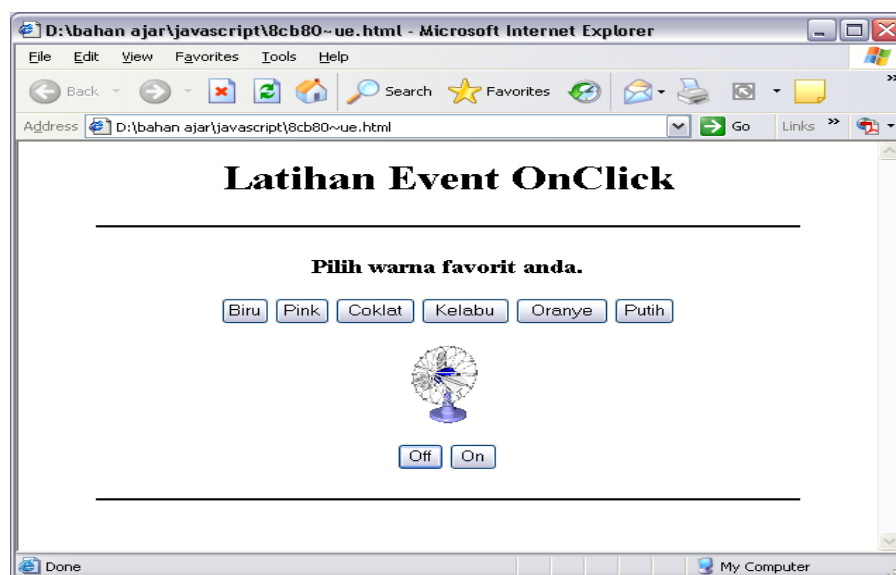 D:\bahan ajar\javascript\8cb80~ue.html - Microsoft Internet Explorer
File Edit View Favorites Tools Help
Back Search Favorites »
Address D:\bahan ajar\javascript\8cb80~ue.html Go Links »
Latihan Event OnClick
Pilih warna favorit anda.
Biru Pink Coklat Kelabu Oranye Putih
Off On
Done My Computer